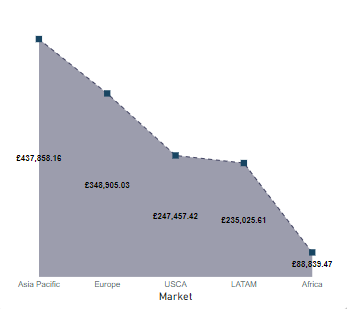 £437,858.16
£348,905.03
£247,457.42
£235,025.61
£88,839.47
Asia Pacific Europe USCA LATAM Africa
Market